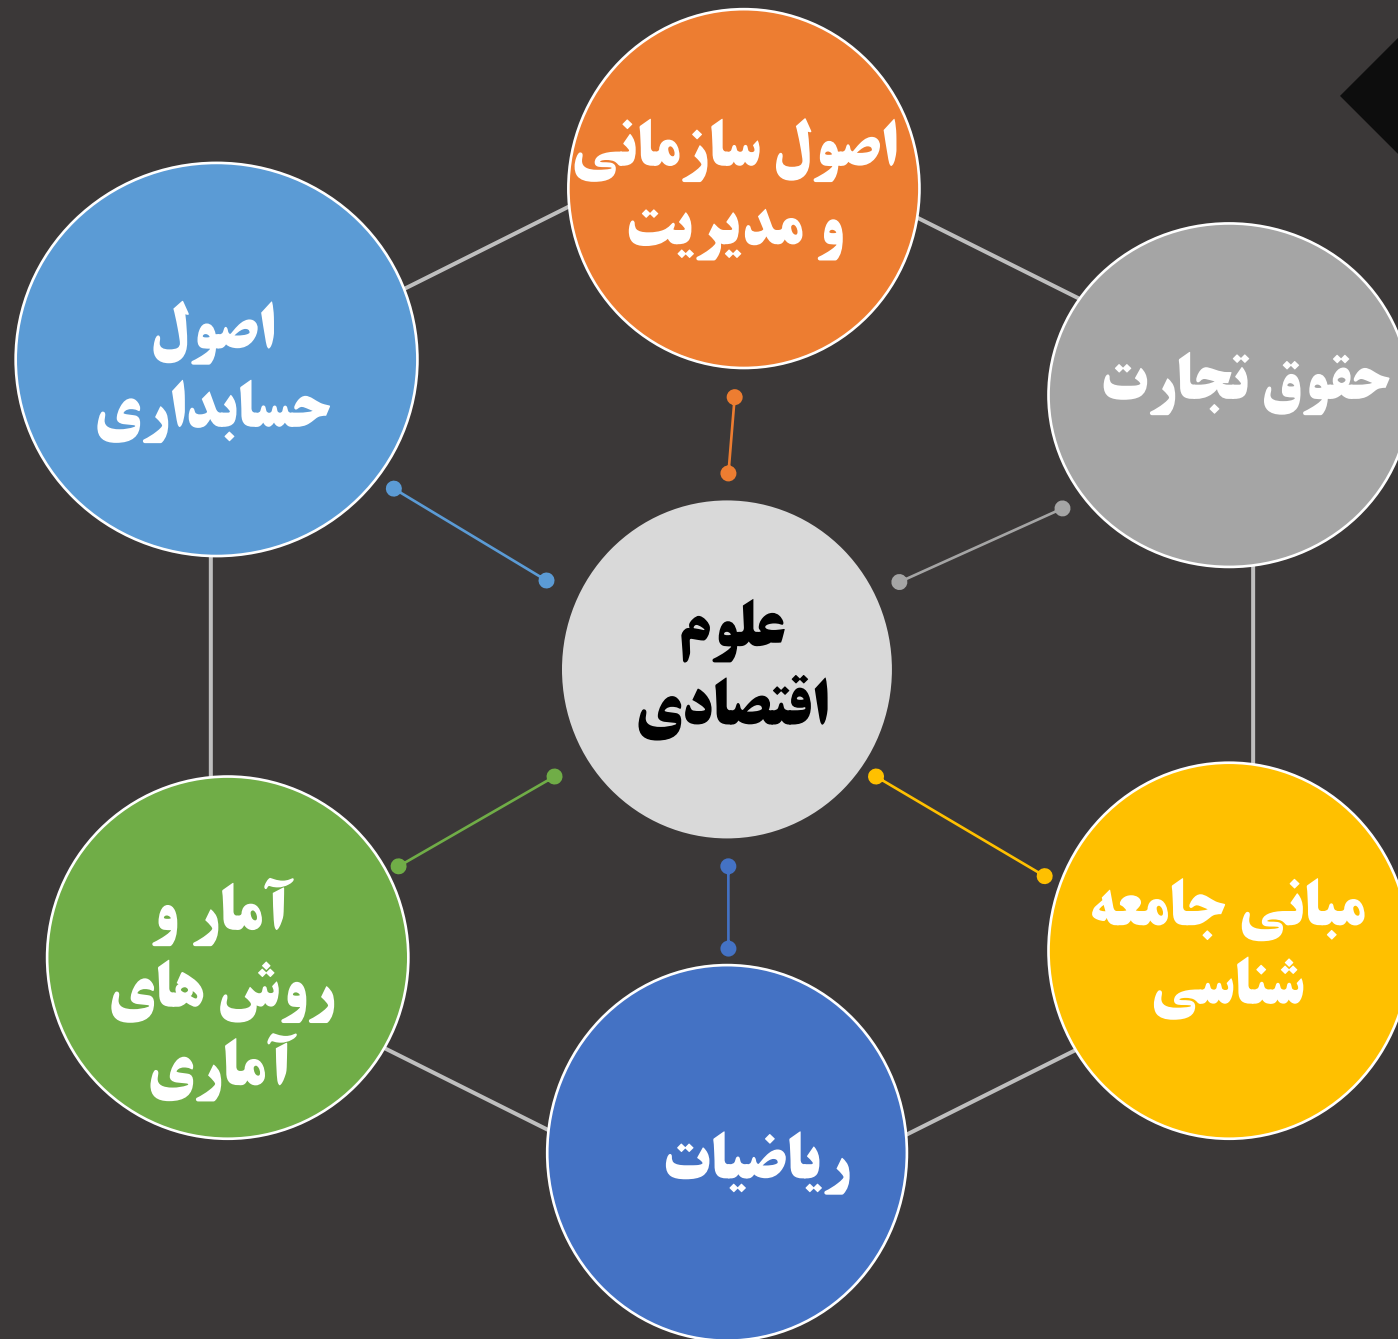 اصول سازمانی
و مدیریت
حقوق تجارت
اصول
حسابداری
علوم
اقتصادی
مبانی جامعه
شناسی
آمار و
روش های
آماری
ریاضیات